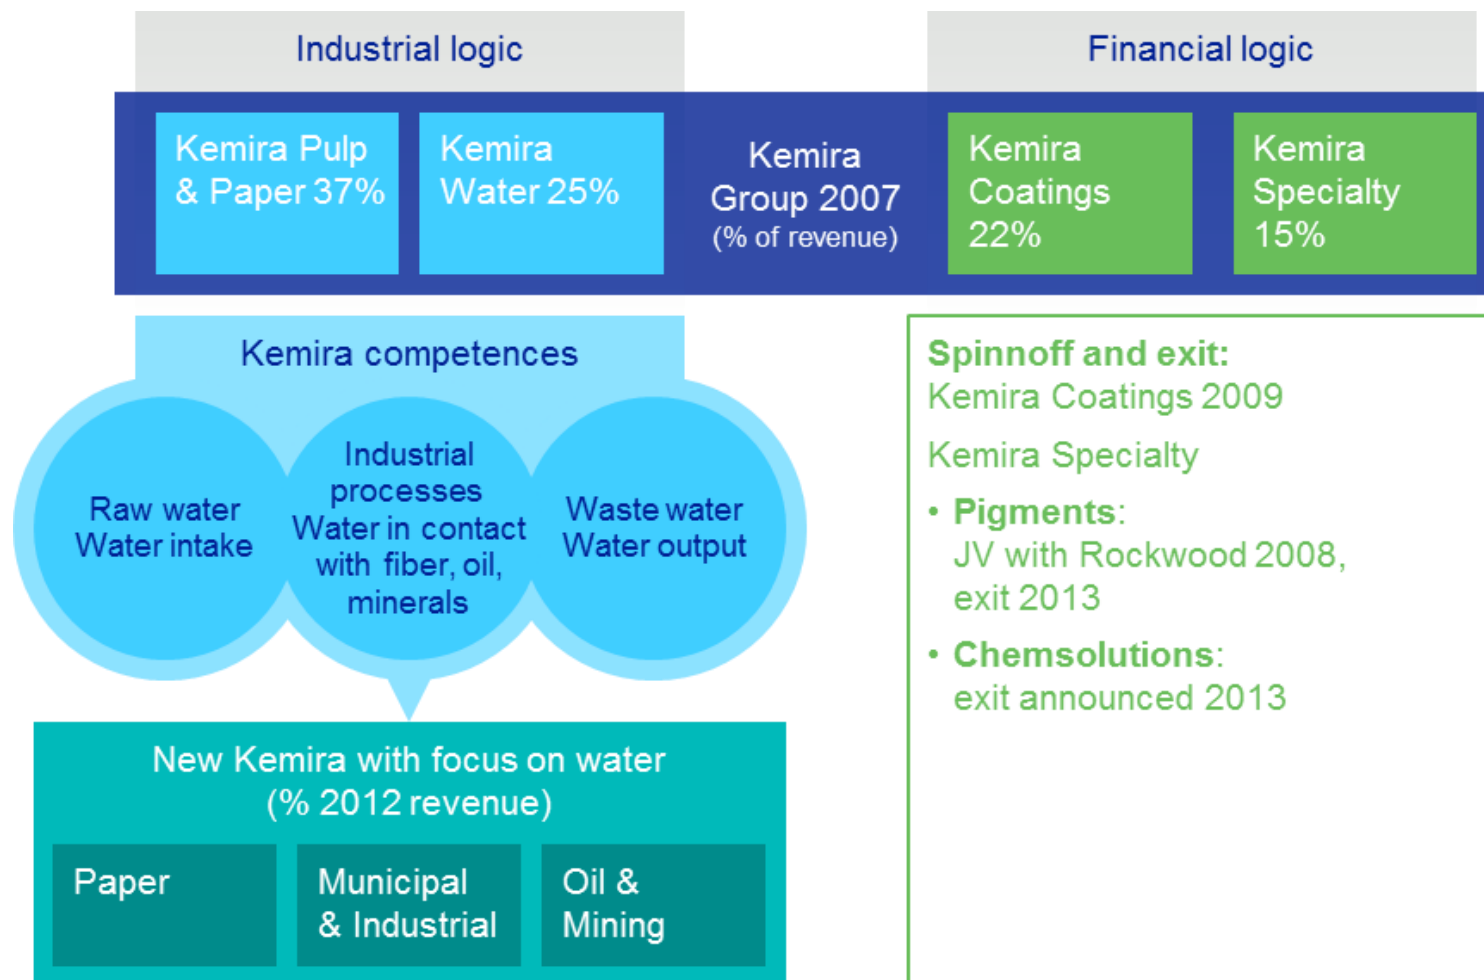 Industrial logic
Financial logic
Kemira Pulp
& Paper 37%
Kemira
Water 25%
Kemira
Group 2007
(% of revenue)
Kemira
Coatings
22%
Kemira
Specialty
15%
Kemira competences
Raw water
Water intake
Industrial
processes
Water in contact
with fiber, oil,
minerals
Waste water
Water output
New Kemira with focus on water
(% 2012 revenue)
Paper
Municipal
& Industrial
Oil &
Mining
Spinnoff and exit:
Kemira Coatings 2009
Kemira Specialty
• Pigments:
JV with Rockwood 2008,
exit 2013
• Chemsolutions:
exit announced 2013